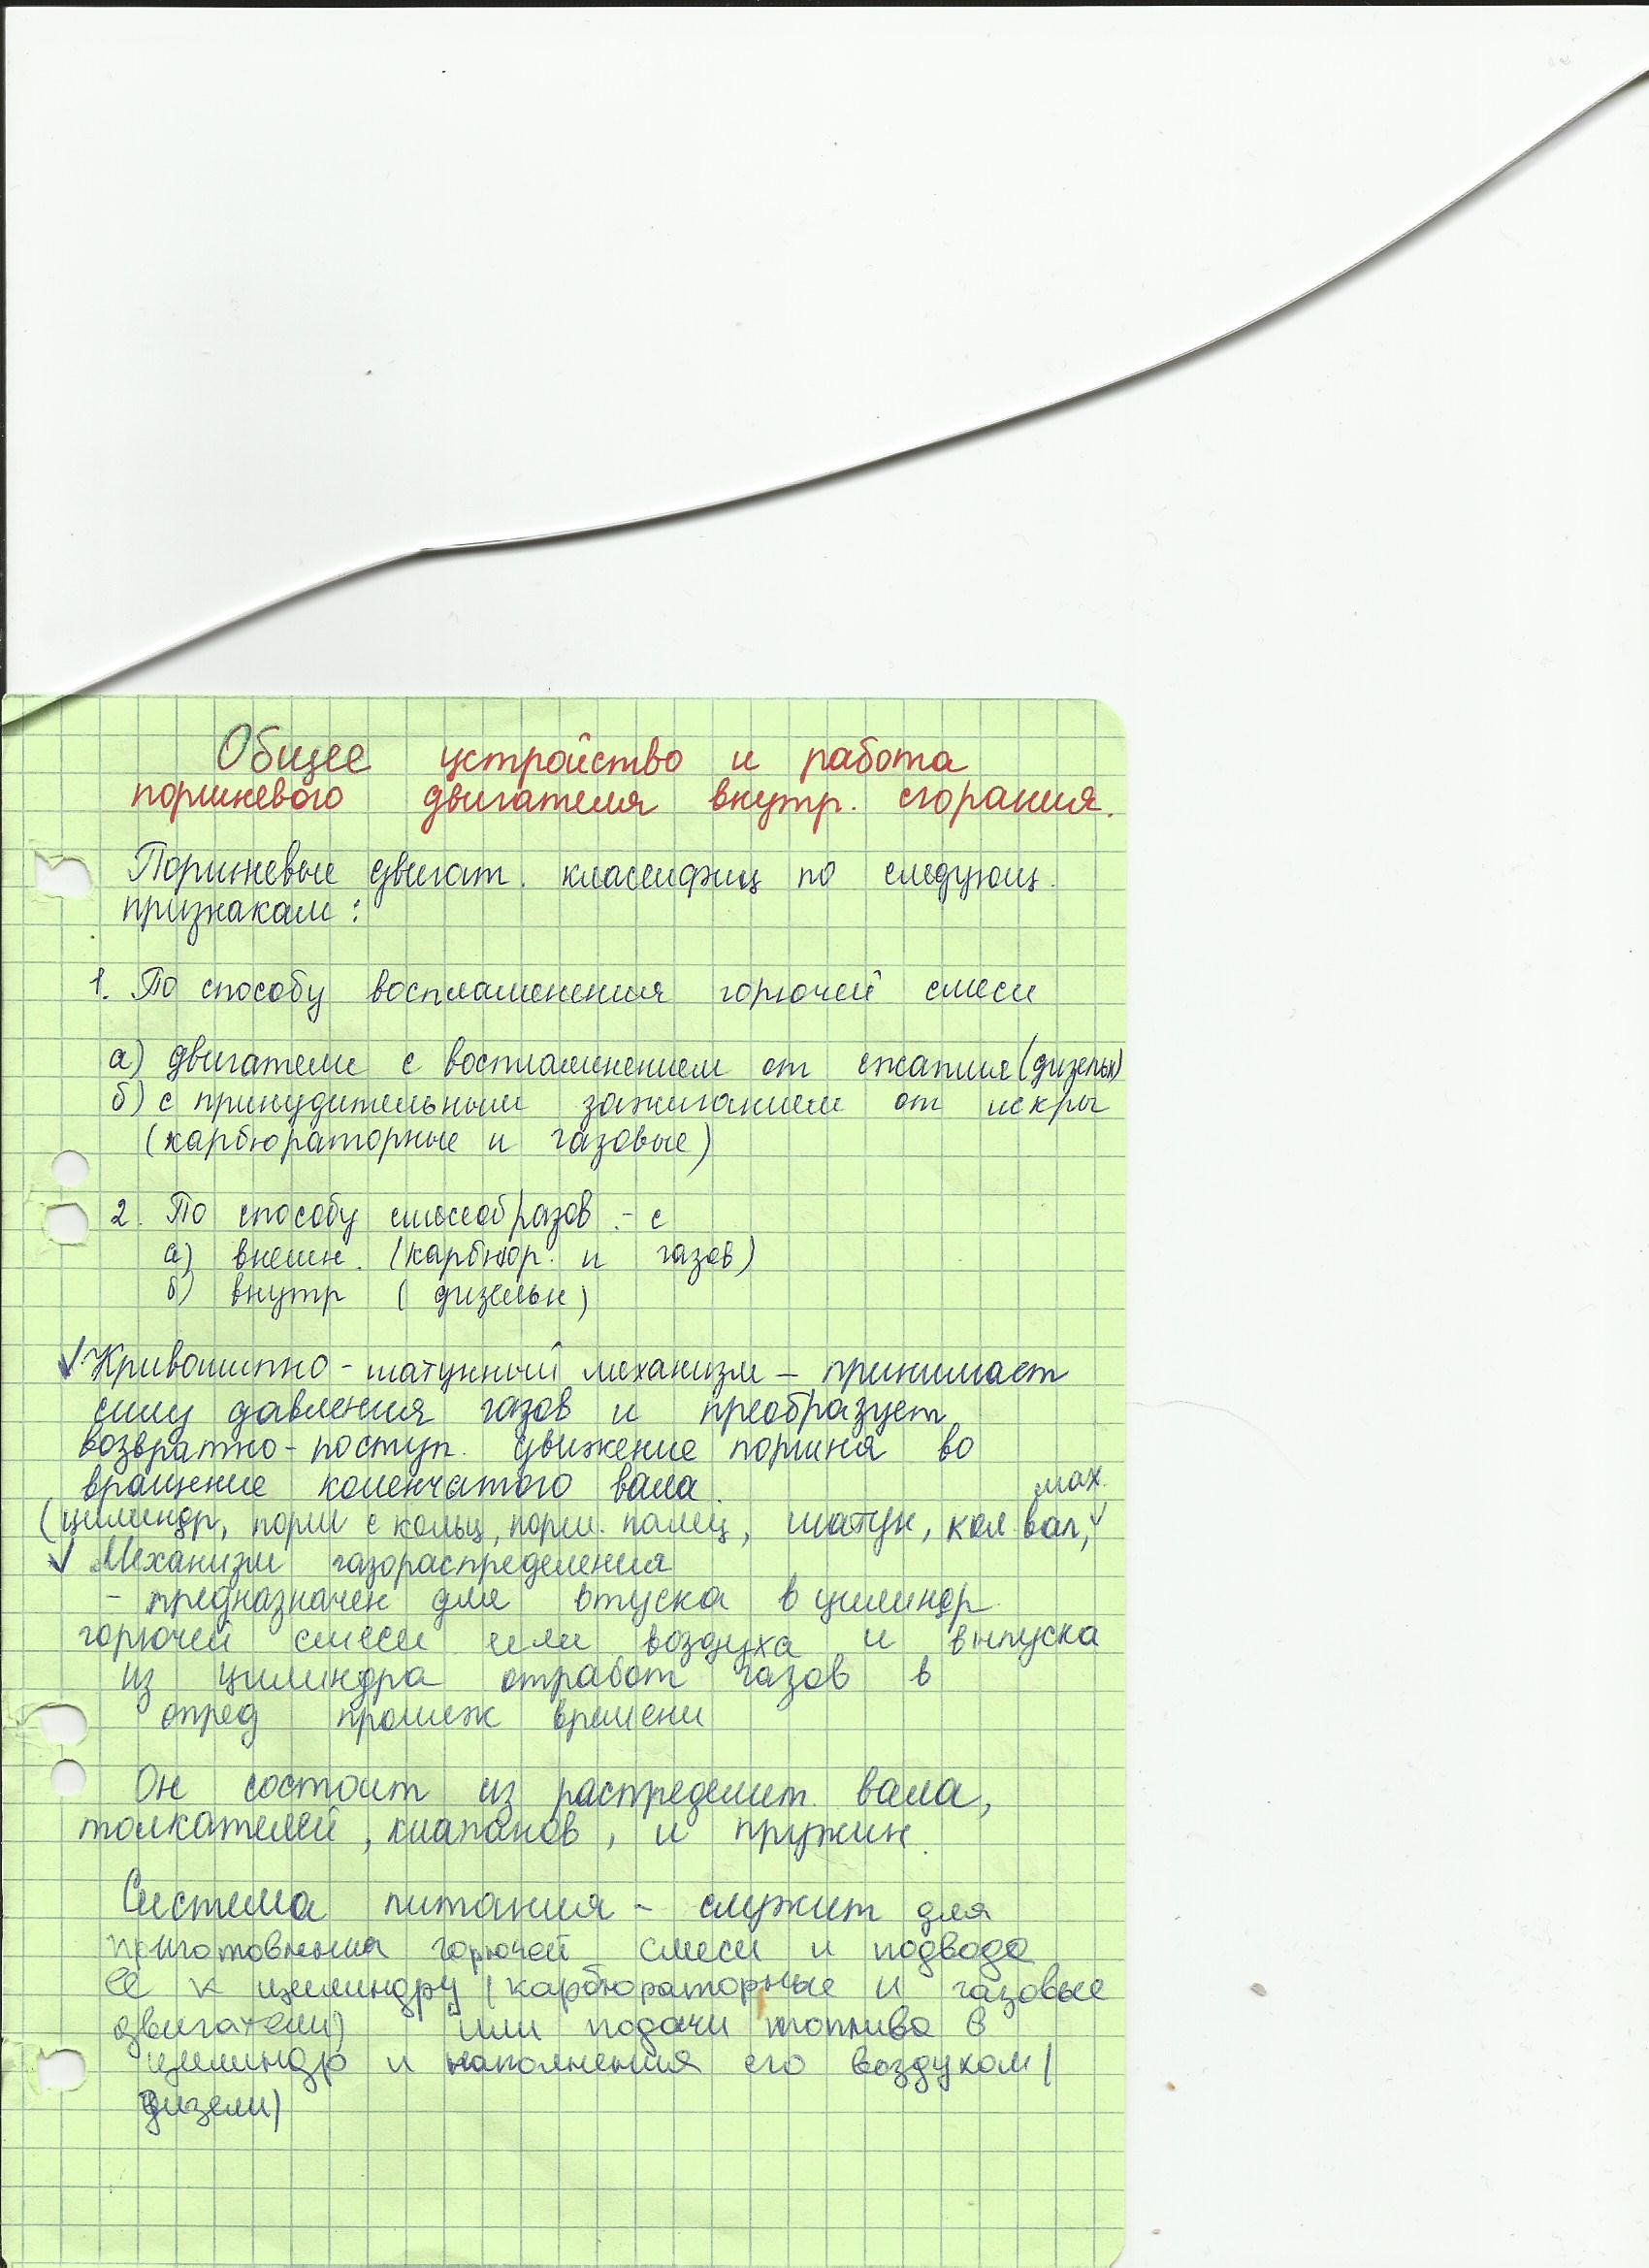 Общее устройство и работа
поршневого двигателя внутр. сгорания.
Поршневые двигат. классифиц по следующ.
признакам:
1. По способу воспламенения горючей смеси
а) двигатели с воспламинением от сжатия (дизельн)
б) с принудительным зажиганием от искры
(карбюраторные и газовые)
2. По способу смесеобразов. - с
а) внешн. (карбюр. и газов)
б) внутр (дизельн)
✓ Кривошипно - шатунный механизм – принимает
силу давления газов и преобразует
возвратно - поступ. движение поршня во
вращение коленчатого вала.
мах.
(цилиндр, порш с кольц, порш. палец, шатун, кол вал,
✓ Механизм газораспределения
- предназначен для впуска в цилиндр
горючей смеси или воздуха и выпуска
из цилиндра отработ газов в
опред промеж времени
Он состоит из распределит. вала,
толкателей, клапанов, и пружин.
Система питания - служит для
приготовления горючей смеси и подвода
её к цилиндру (карбюраторные и газовые
двигатели) или подачи топлива в
цилиндр и наполнения его воздухом (
дизели)